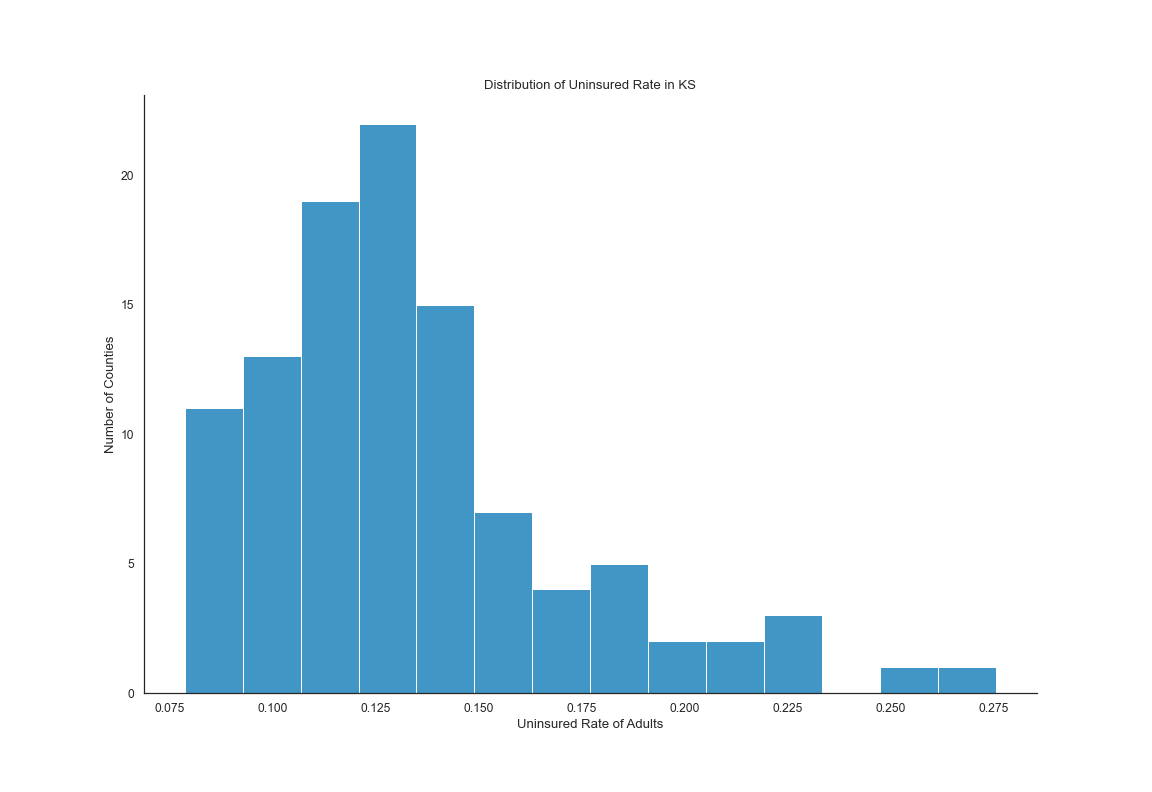 Distribution of Uninsured Rate in KS
20
15
10
5
0
Number of Counties
0.075 0.100 0.125 0.150 0.175 0.200 0.225 0.250 0.275
Uninsured Rate of Adults